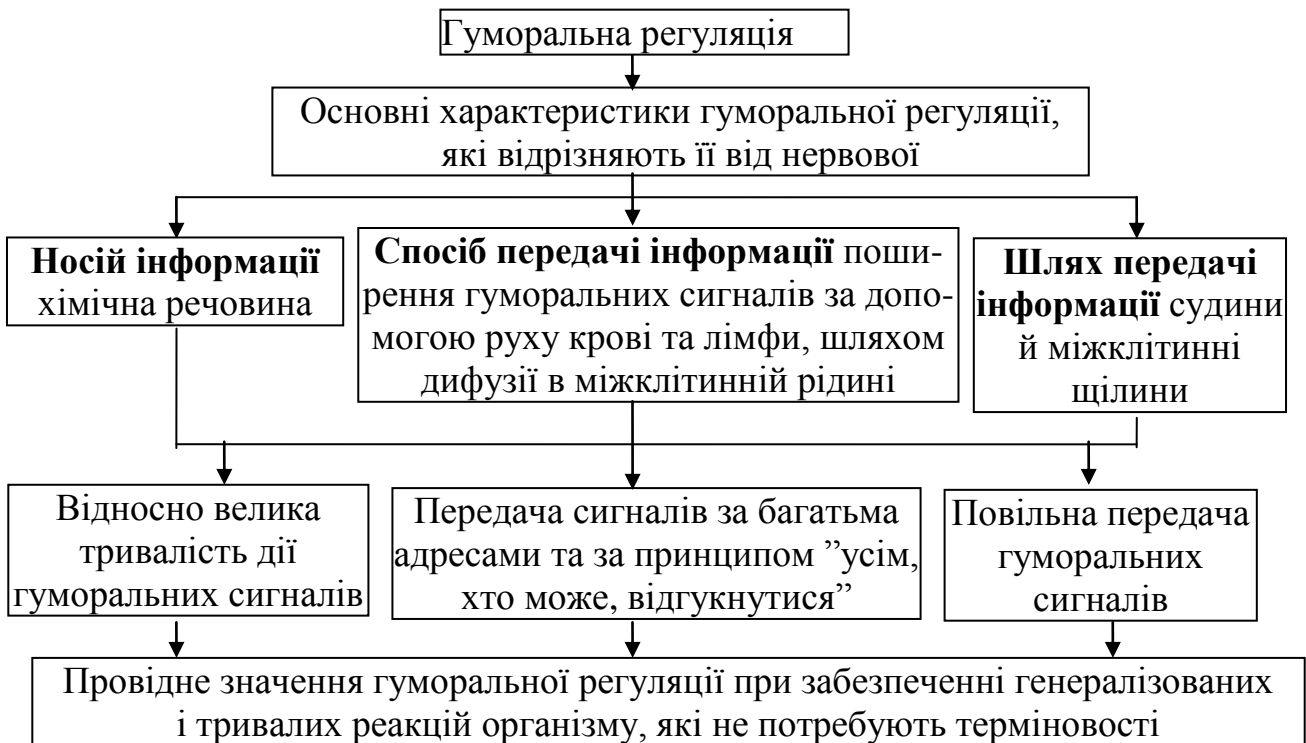 Гуморальна регуляція
Основні характеристики гуморальної регуляції,
які відрізняють її від нервової
Носій інформації
хімічна речовина
Спосіб передачі інформації поши-
рення гуморальних сигналів за допо-
могою руху крові та лімфи, шляхом
дифузії в міжклітинній рідині
Шлях передачі
інформації судини
й міжклітинні
щілини
Відносно велика
тривалість дії
гуморальних сигналів
Передача сигналів за багатьма
адресами та за принципом ”усім,
хто може, відгукнутися”
Повільна передача
гуморальних
сигналів
Провідне значення гуморальної регуляції при забезпеченні генералізованих
і тривалих реакцій організму, які не потребують терміновості